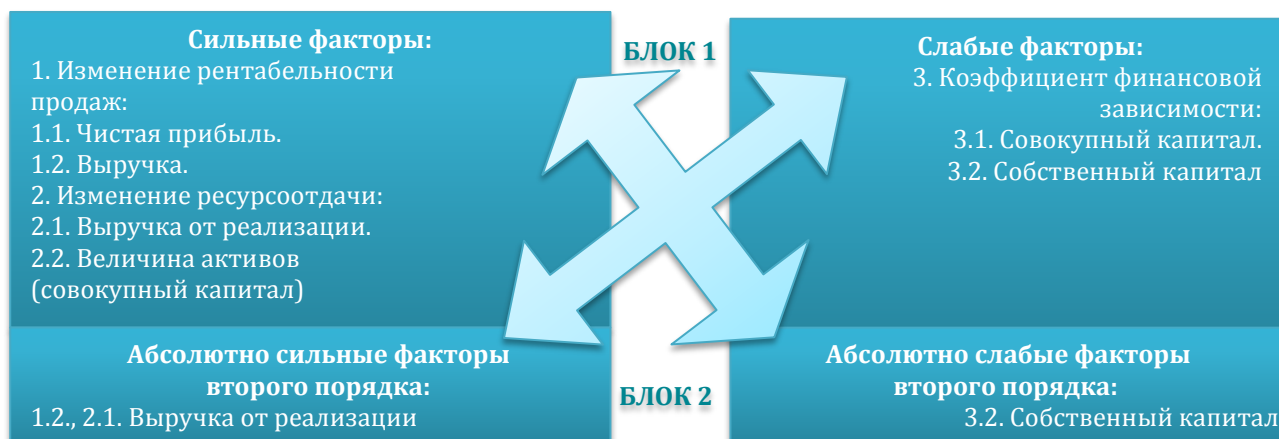 Сильные факторы:
1. Изменение рентабельности
продаж:
1.1. Чистая прибыль.
1.2. Выручка.
2. Изменение ресурсоотдачи:
2.1. Выручка от реализации.
2.2. Величина активов
(совокупный капитал)
БЛОК 1
Слабые факторы:
3. Коэффициент финансовой
зависимости:
3.1. Совокупный капитал.
3.2. Собственный капитал
Абсолютно сильные факторы
второго порядка:
1.2., 2.1. Выручка от реализации
БЛОК 2
Абсолютно слабые факторы
второго порядка:
3.2. Собственный капитал